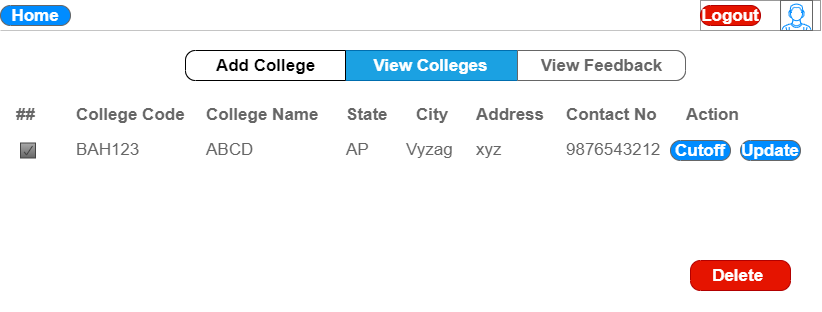 Home Logout
Add College View Colleges View Feedback
## College Code College Name State City Address Contact No Action
BAH123 ABCD AP Vyzag xyz 9876543212 Cutoff Update
Delete